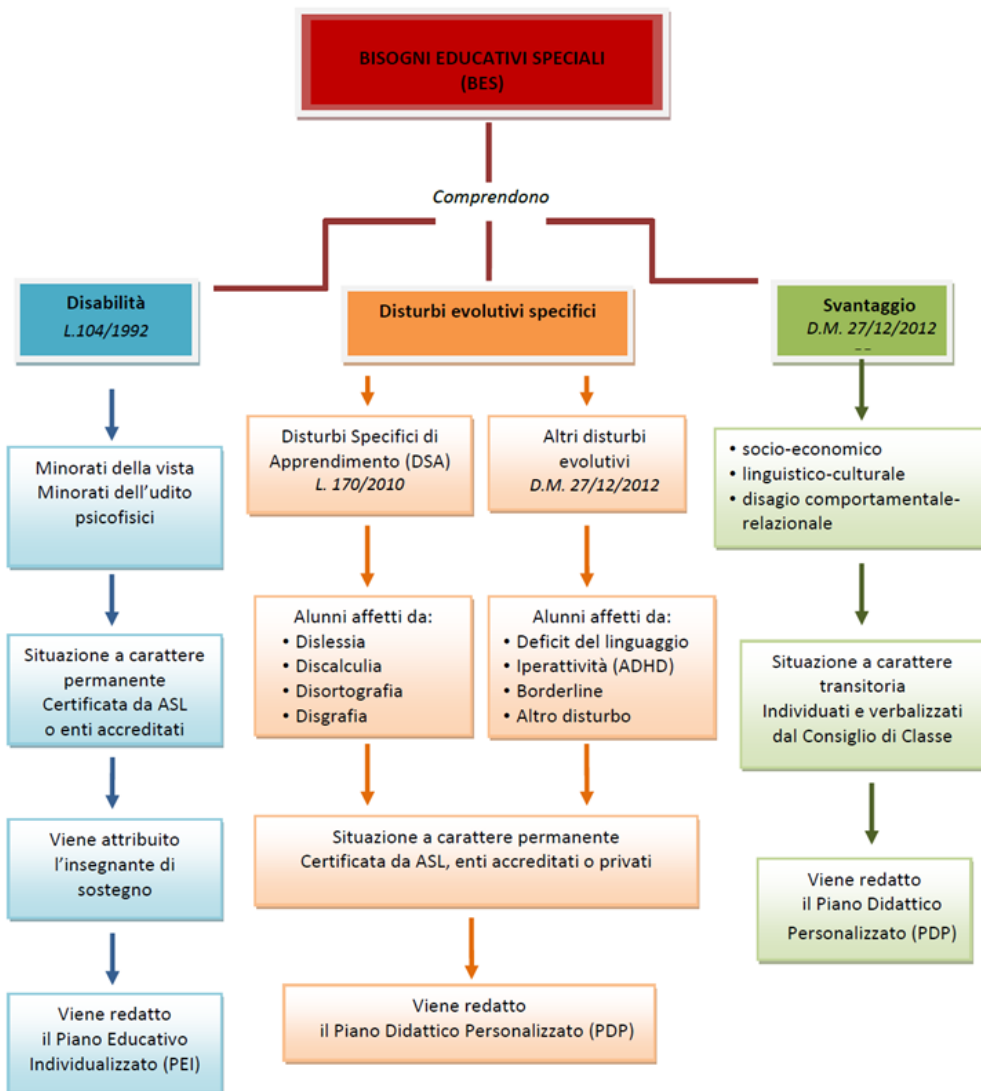 BISOGNI EDUCATIVI SPECIALI
(BES)
Comprendono
Disabilità
L.104/1992
Disturbi evolutivi specifici
Svantaggio
D.M. 27/12/2012
_ _
Minorati della vista
Minorati dell'udito
psicofisici
Disturbi Specifici di
Apprendimento (DSA)
L. 170/2010
Altri disturbi
evolutivi
D.M. 27/12/2012
• socio-economico
• linguistico-culturale
• disagio comportamentale-
relazionale
Situazione a carattere
permanente
Certificata da ASL
o enti accreditati
Alunni affetti da:
• Dislessia
• Discalculia
• Disortografia
• Disgrafia
Alunni affetti da:
• Deficit del linguaggio
• Iperattività (ADHD)
• Borderline
• Altro disturbo
Situazione a carattere
transitoria
Individuati e verbalizzati
dal Consiglio di Classe
Viene attribuito
l'insegnante di
sostegno
Situazione a carattere permanente
Certificata da ASL, enti accreditati o privati
Viene redatto
il Piano Didattico
Personalizzato (PDP)
Viene redatto
il Piano Educativo
Individualizzato (PEI)
Viene redatto
il Piano Didattico Personalizzato (PDP)